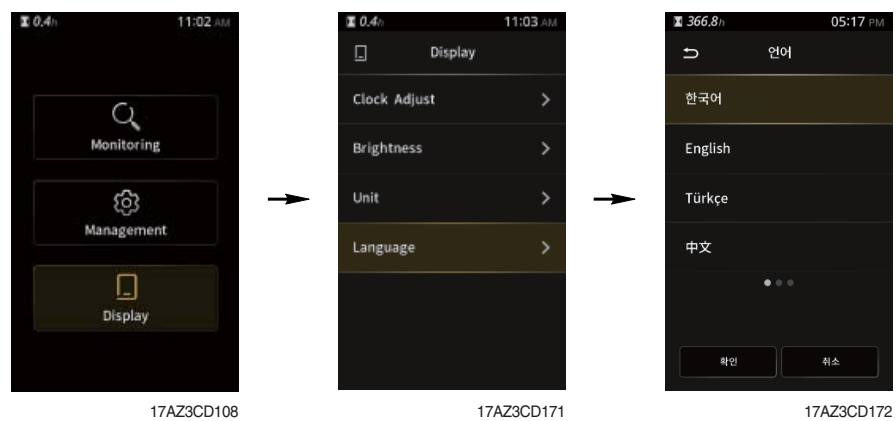 0.4h 11:02 AM
Monitoring
Management
Display
17AZ3CD108
0.4h 11:03 AM
Display
Clock Adjust
Brightness
Unit
Language
17AZ3CD171
366.8h 05:17 PM
언어
한국어
English
Türkçe
中文
확인 취소
17AZ3CD172